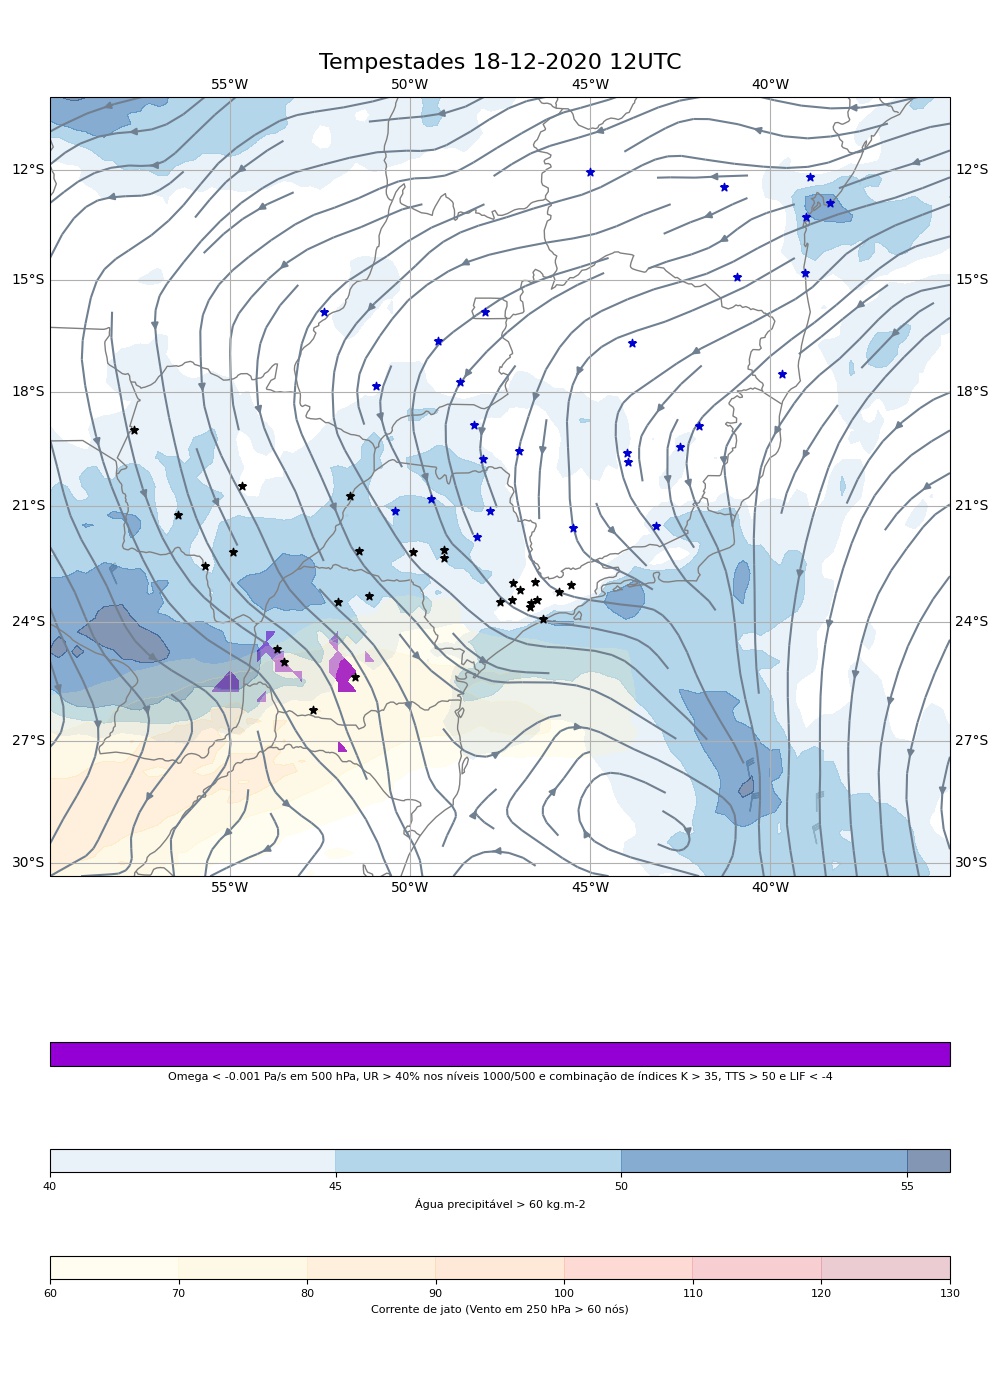 Tempestades 18-12-2020 12UTC
55°W 50°W 45°W 40°W
12°S 12°S
15°S 15°S
18°S 18°S
21°S 21°S
24°S 24°S
27°S 27°S
30°S 30°S
55°W 50°W 45°W 40°W
Omega < -0.001 Pa/s em 500 hPa, UR > 40% nos níveis 1000/500 e combinação de índices K > 35, TTS > 50 e LIF < -4
40 45 50 55
Água precipitável > 60 kg.m-2
60 70 80 90 100 110 120 130
Corrente de jato (Vento em 250 hPa > 60 nós)